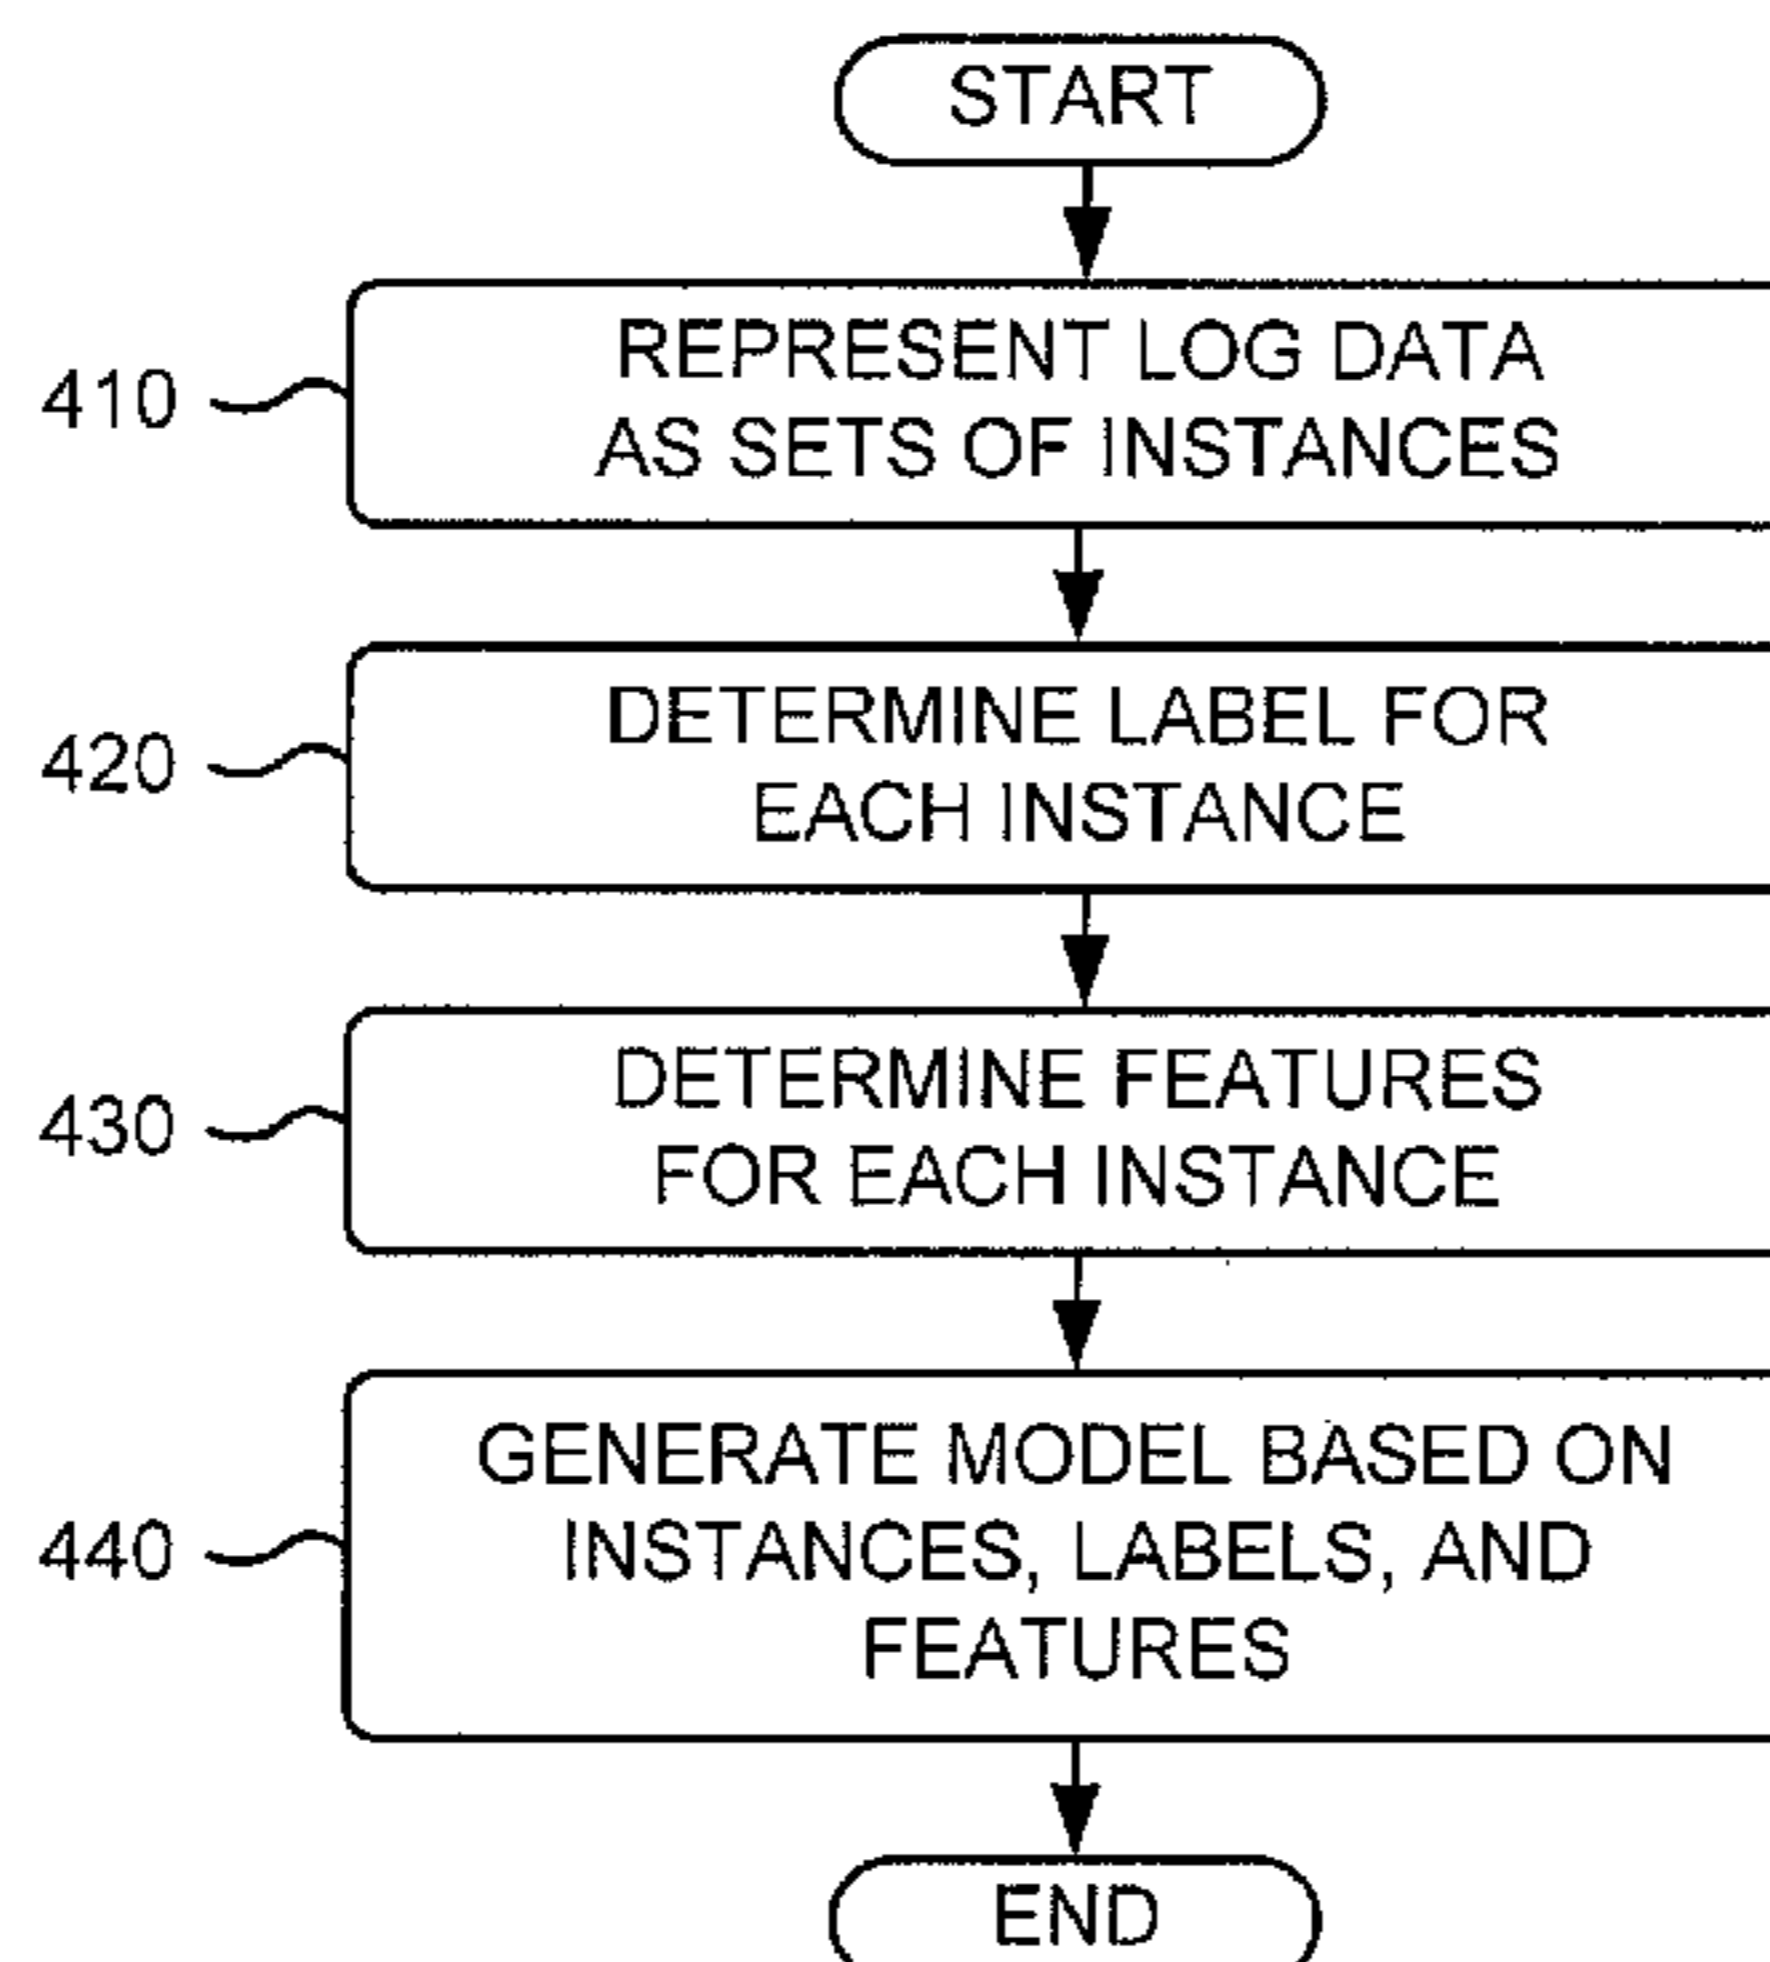 START
410
REPRESENT LOG DATA
AS SETS OF INSTANCES
420
DETERMINE LABEL FOR
EACH INSTANCE
430
DETERMINE FEATURES
FOR EACH INSTANCE
440
GENERATE MODEL BASED ON
INSTANCES, LABELS, AND
FEATURES
END